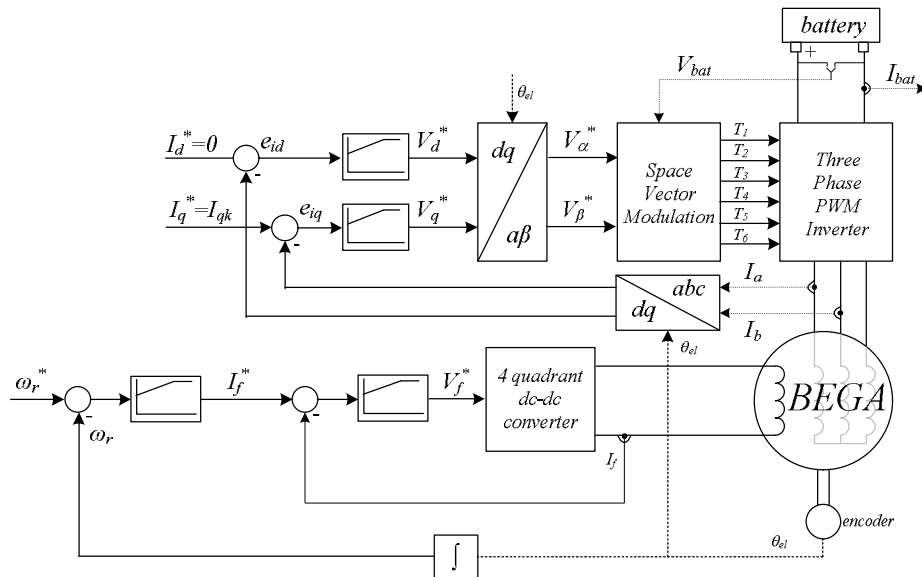 battery
+
V_bat
I_bat
θ_el
I_d^*=0
e_id
V_d^*
dq
V_α^*
Space
Vector
Modulation
T_1
T_2
T_3
T_4
T_5
T_6
Three
Phase
PWM
Inverter
-
I_q^*=I_qk
e_iq
V_q^*
aβ
V_β^*
-
abc
dq
I_a
I_b
θ_el
ω_r^*
I_f^*
V_f^*
4 quadrant
dc-dc
converter
BEGA
-
ω_r
-
I_f
encoder
θ_el
∫